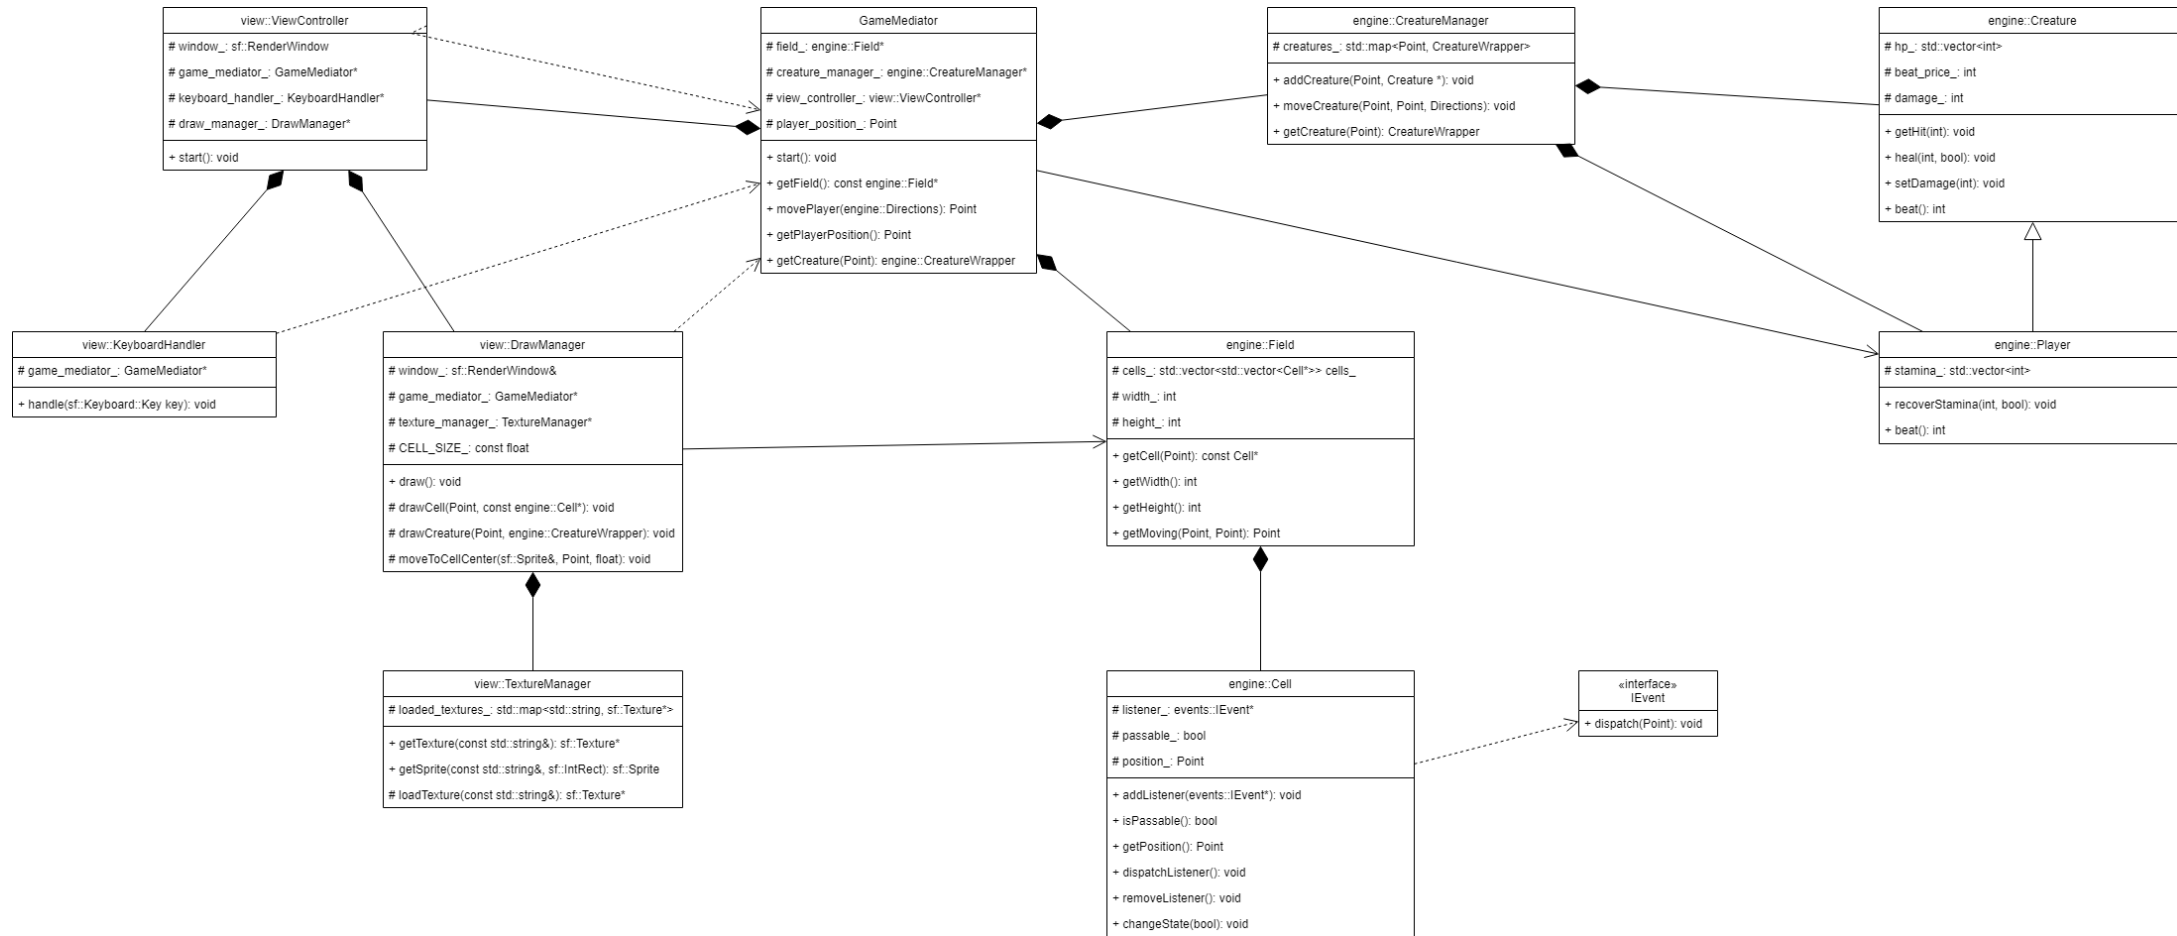 view::ViewController
# window_: sf::RenderWindow
# game_mediator_: GameMediator*
# keyboard_handler_: KeyboardHandler*
# draw_manager_: DrawManager*
+ start(): void
GameMediator
# field_: engine::Field*
# creature_manager_: engine::CreatureManager*
# view_controller_: view::ViewController*
# player_position_: Point
+ start(): void
+ getField(): const engine::Field*
+ movePlayer(engine::Directions): Point
+ getPlayerPosition(): Point
+ getCreature(Point): engine::CreatureWrapper
engine::CreatureManager
# creatures_: std::map<Point, CreatureWrapper>
+ addCreature(Point, Creature *): void
+ moveCreature(Point, Point, Directions): void
+ getCreature(Point): CreatureWrapper
engine::Creature
# hp_: std::vector<int>
# beat_price_: int
# damage_: int
+ getHit(int): void
+ heal(int, bool): void
+ setDamage(int): void
+ beat(): int
view::KeyboardHandler
# game_mediator_: GameMediator*
+ handle(sf::Keyboard::Key key): void
view::DrawManager
# window_: sf::RenderWindow&
# game_mediator_: GameMediator*
# texture_manager_: TextureManager*
# CELL_SIZE_: const float
+ draw(): void
# drawCell(Point, const engine::Cell*): void
# drawCreature(Point, engine::CreatureWrapper): void
# moveToCellCenter(sf::Sprite&, Point, float): void
engine::Field
# cells_: std::vector<std::vector<Cell*>> cells_
# width_: int
# height_: int
+ getCell(Point): const Cell*
+ getWidth(): int
+ getHeight(): int
+ getMoving(Point, Point): Point
engine::Player
# stamina_: std::vector<int>
+ recoverStamina(int, bool): void
+ beat(): int
view::TextureManager
# loaded_textures_: std::map<std::string, sf::Texture*>
+ getTexture(const std::string&): sf::Texture*
+ getSprite(const std::string&, sf::IntRect): sf::Sprite
# loadTexture(const std::string&): sf::Texture*
engine::Cell
# listener_: events::IEvent*
# passable_: bool
# position_: Point
+ addListener(events::IEvent*): void
+ isPassable(): bool
+ getPosition(): Point
+ dispatchListener(): void
+ removeListener(): void
+ changeState(bool): void
«interface»
IEvent
+ dispatch(Point): void